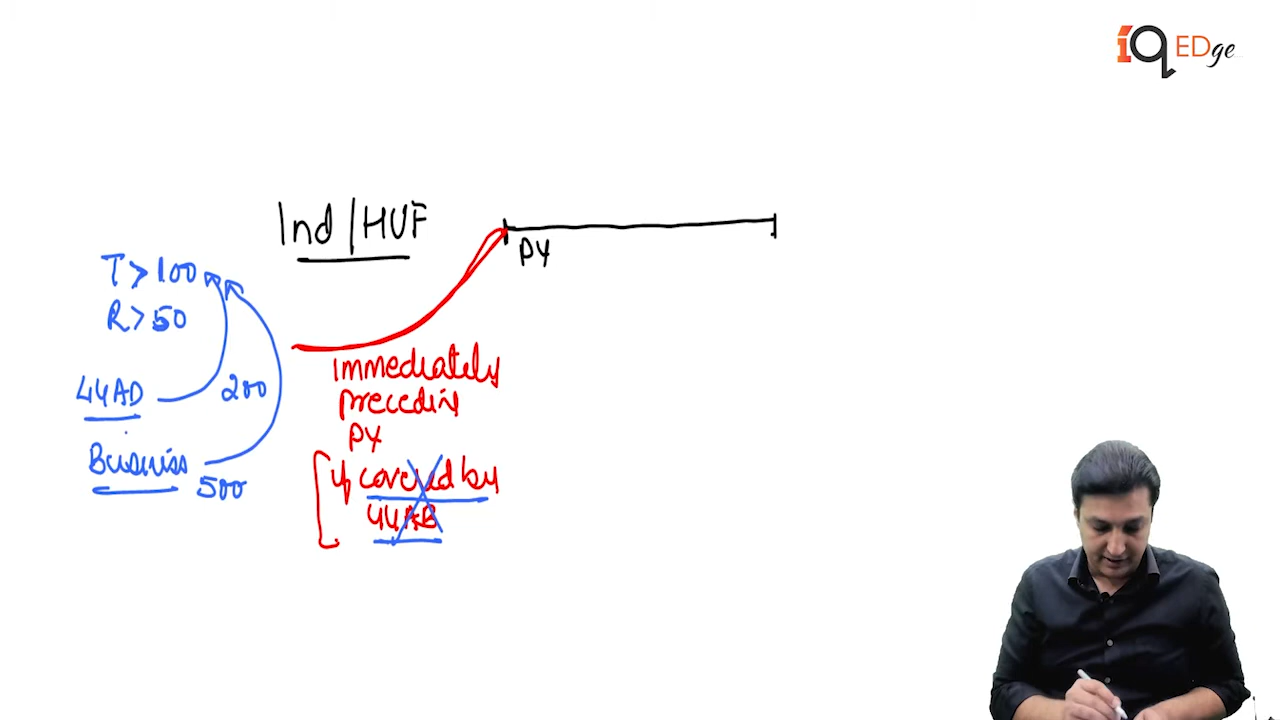 iQ EDge
Ind/HUF
PY
T > 100
R > 50
44AD
200
Business
500
immediately
preceding
PY
if covered by
44AB